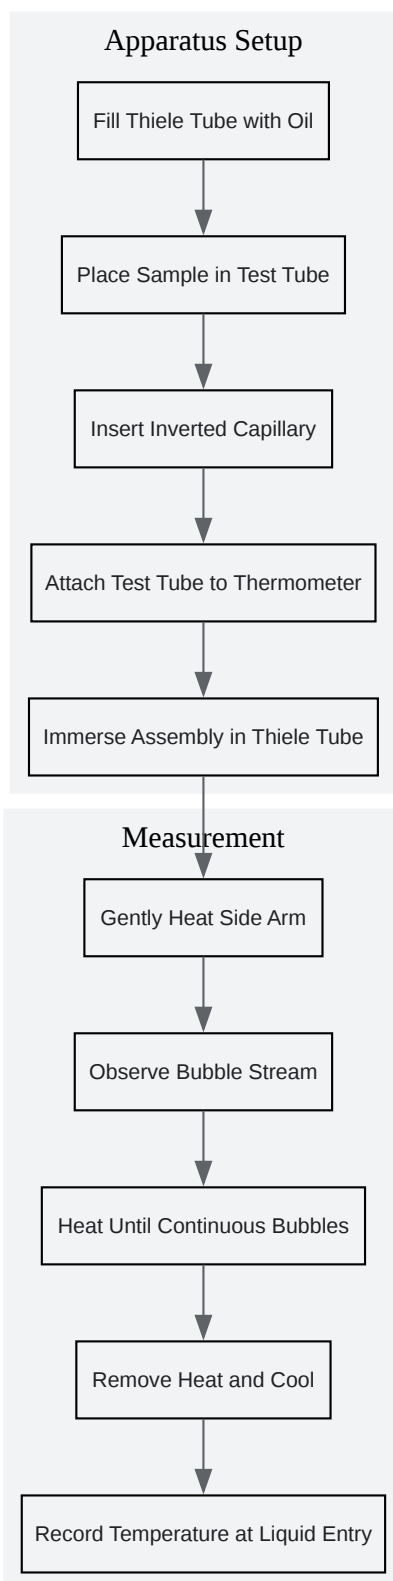 Apparatus Setup
Fill Thiele Tube with Oil
Place Sample in Test Tube
Insert Inverted Capillary
Attach Test Tube to Thermometer
Immerse Assembly in Thiele Tube
Measurement
Gently Heat Side Arm
Observe Bubble Stream
Heat Until Continuous Bubbles
Remove Heat and Cool
Record Temperature at Liquid Entry